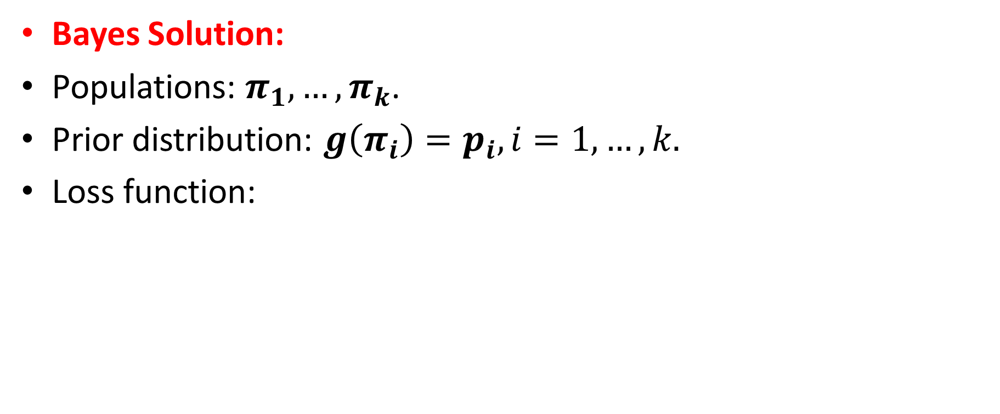 • Bayes Solution:
• Populations: 𝝅₁, … , 𝝅ₖ.
• Prior distribution: 𝒈(𝝅ᵢ) = 𝒑ᵢ, 𝑖 = 1, … , 𝑘.
• Loss function: